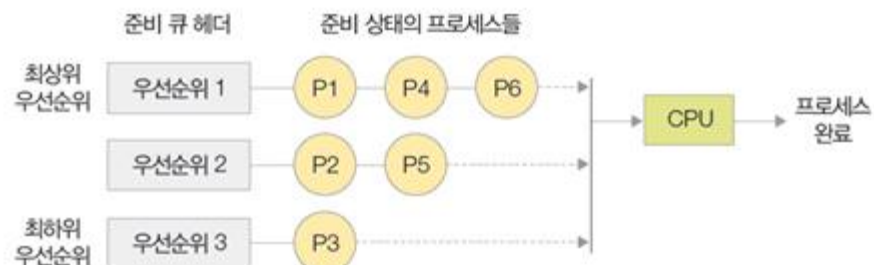 준비 큐 헤더
준비 상태의 프로세스들
최상위
우선순위
우선순위 1
P1
P4
P6
CPU
프로세스
완료
우선순위 2
P2
P5
최하위
우선순위
우선순위 3
P3